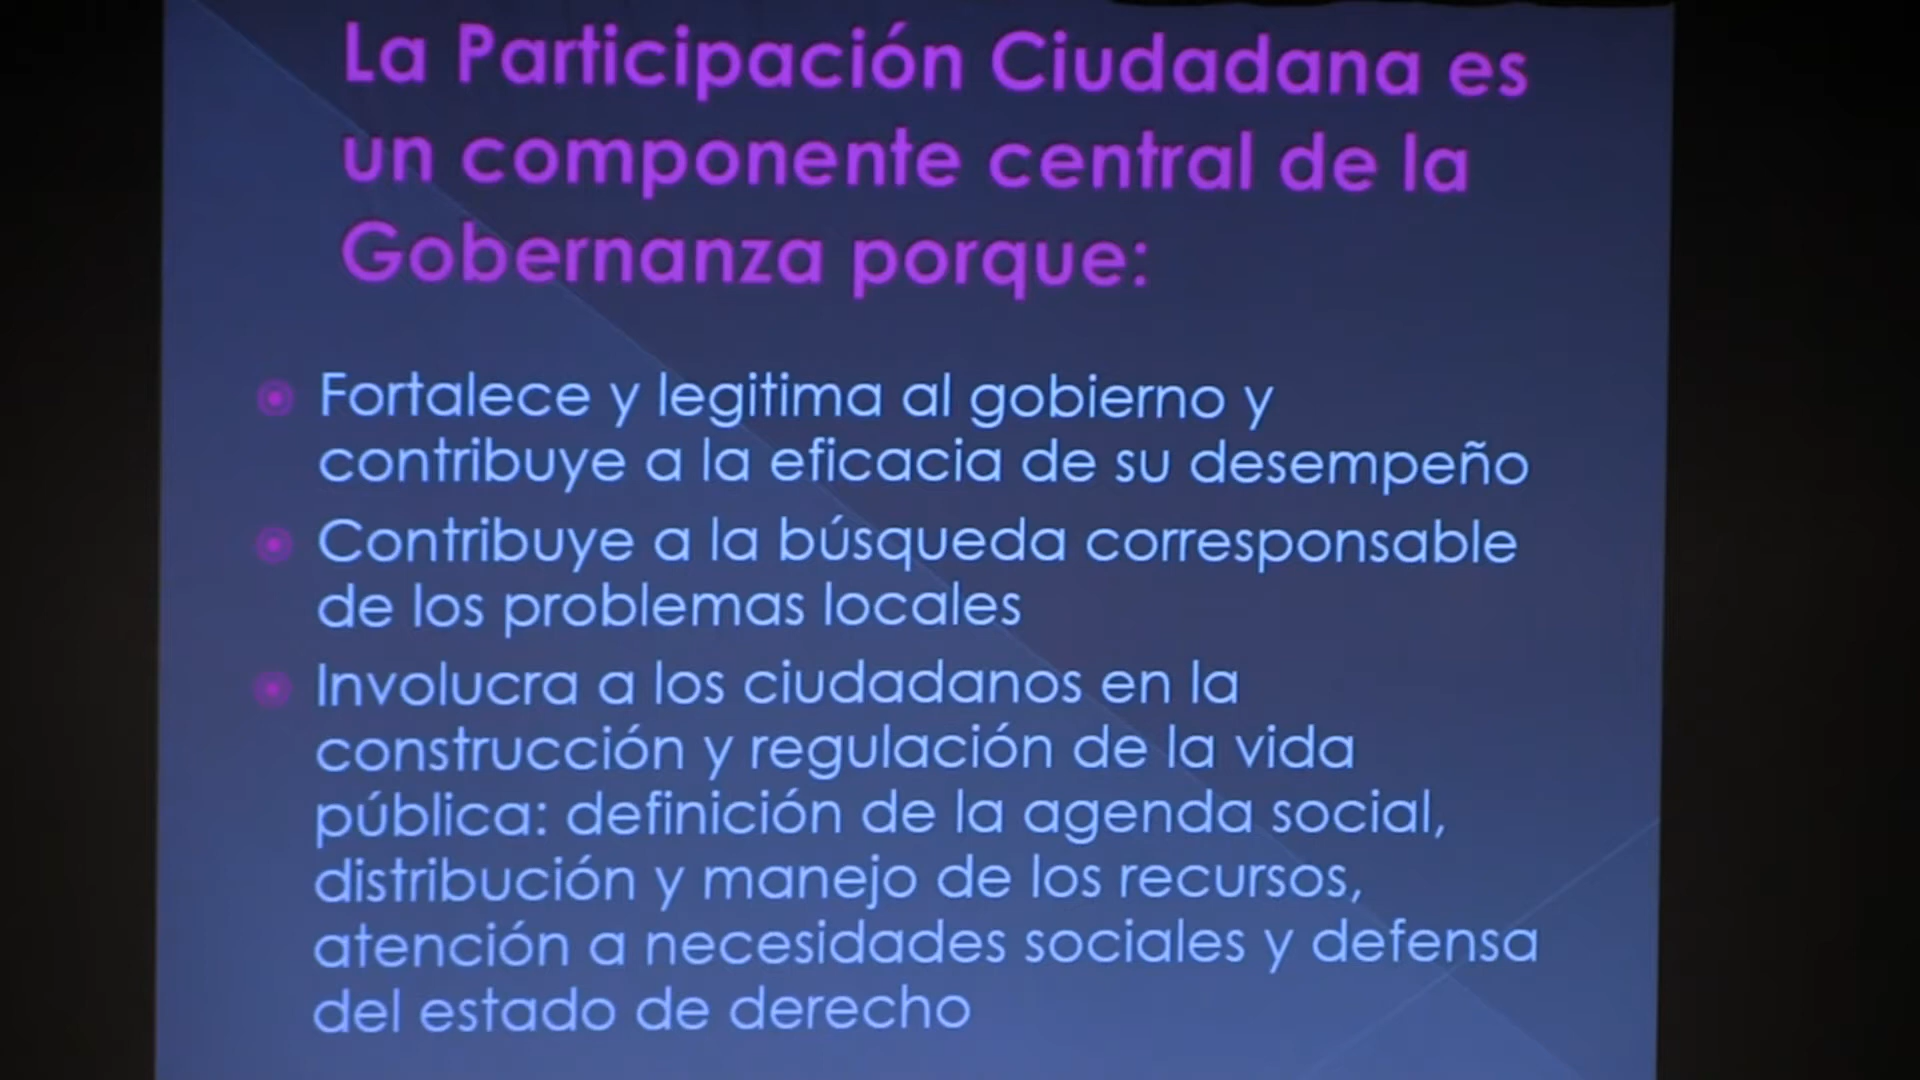 La Participación Ciudadana es
un componente central de la
Gobernanza porque:
Fortalece y legitima al gobierno y
contribuye a la eficacia de su desempeño
Contribuye a la búsqueda corresponsable
de los problemas locales
Involucra a los ciudadanos en la
construcción y regulación de la vida
pública: definición de la agenda social,
distribución y manejo de los recursos,
atención a necesidades sociales y defensa
del estado de derecho